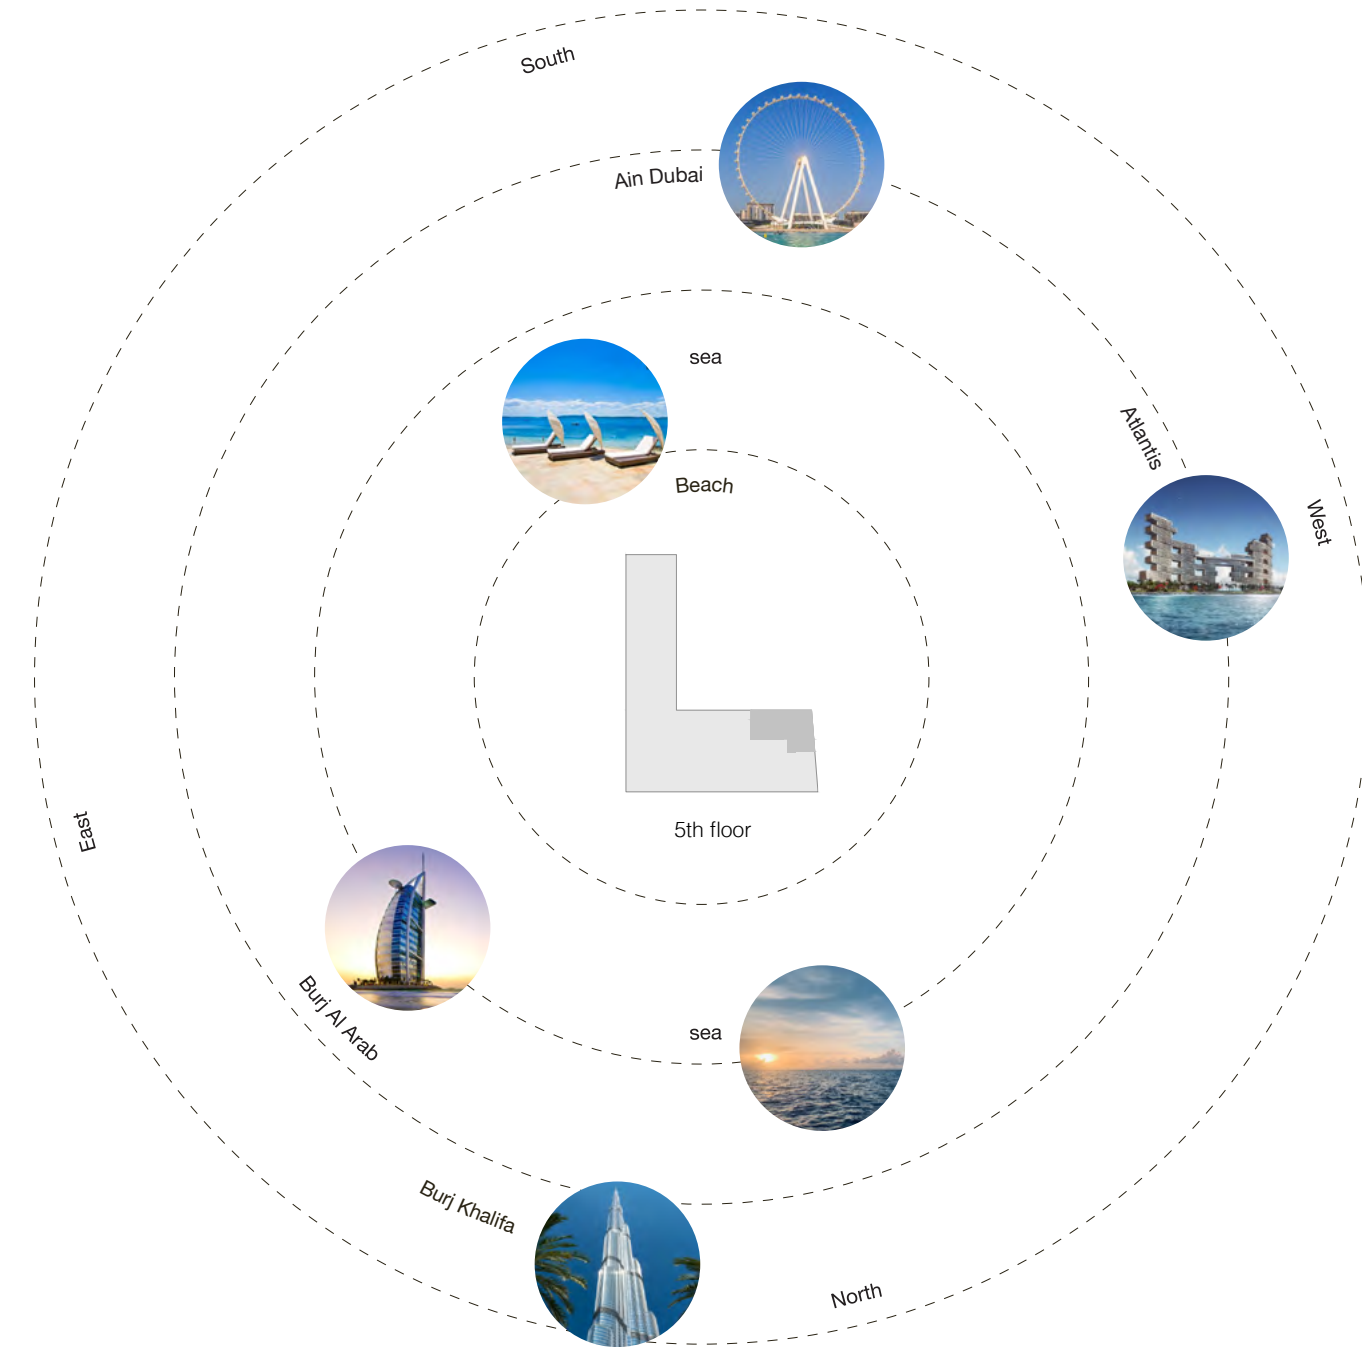 South
Ain Dubai
sea
Atlantis
Beach
West
5th floor
East
Burj Al Arab
sea
Burj Khalifa
North